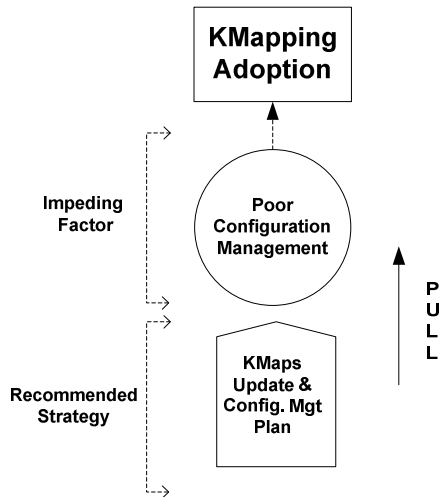 KMapping
Adoption
Impeding
Factor
Poor
Configuration
Management
P
U
L
L
Recommended
Strategy
KMaps
Update &
Config. Mgt
Plan